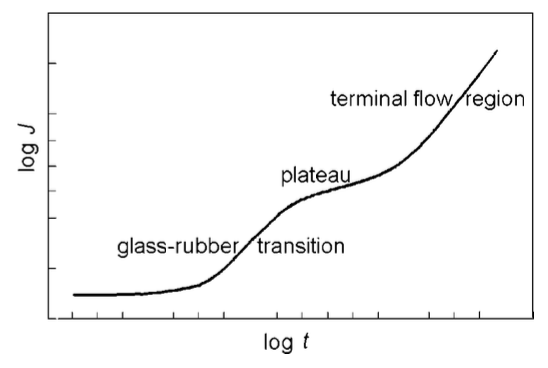 terminal flow region
plateau
glass-rubber transition
log J
log t